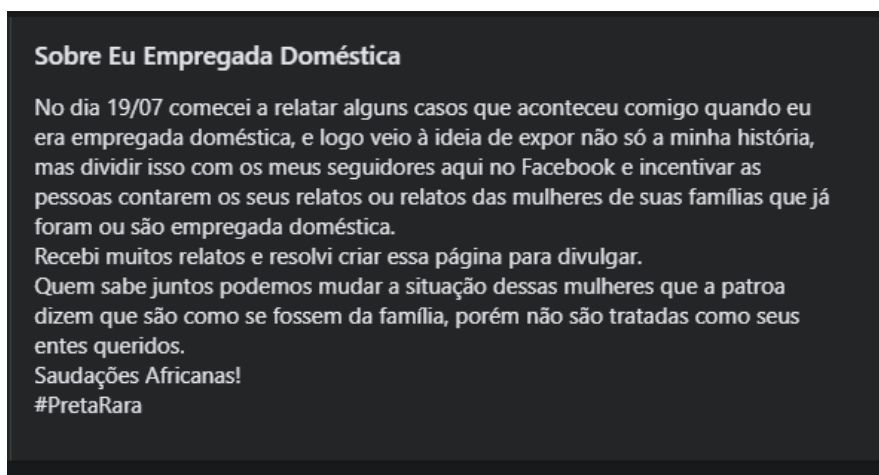 Sobre Eu Empregada Doméstica
No dia 19/07 comecei a relatar alguns casos que aconteceu comigo quando eu
era empregada doméstica, e logo veio à ideia de expor não só a minha história,
mas dividir isso com os meus seguidores aqui no Facebook e incentivar as
pessoas contarem os seus relatos ou relatos das mulheres de suas famílias que já
foram ou são empregada doméstica.
Recebi muitos relatos e resolvi criar essa página para divulgar.
Quem sabe juntos podemos mudar a situação dessas mulheres que a patroa
dizem que são como se fossem da família, porém não são tratadas como seus
entes queridos.
Saudações Africanas!
#PretaRara